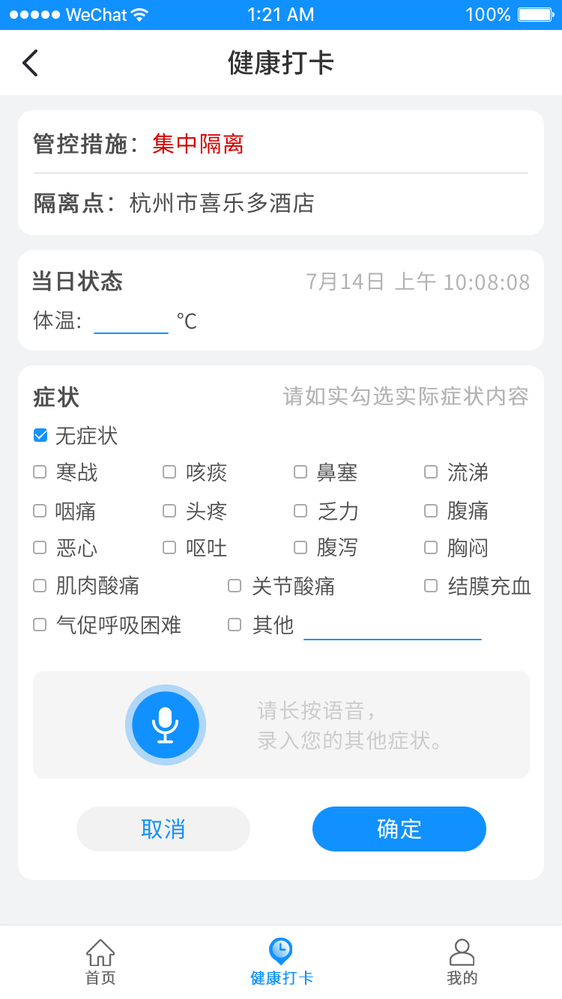 WeChat 1:21 AM 100%
健康打卡
管控措施：集中隔离
隔离点：杭州市喜乐多酒店
当日状态 7月14日 上午 10:08:08
体温: ℃
症状 请如实勾选实际症状内容
无症状
寒战 咳痰 鼻塞 流涕
咽痛 头疼 乏力 腹痛
恶心 呕吐 腹泻 胸闷
肌肉酸痛 关节酸痛 结膜充血
气促呼吸困难 其他
请长按语音，
录入您的其他症状。
取消 确定
首页 健康打卡 我的